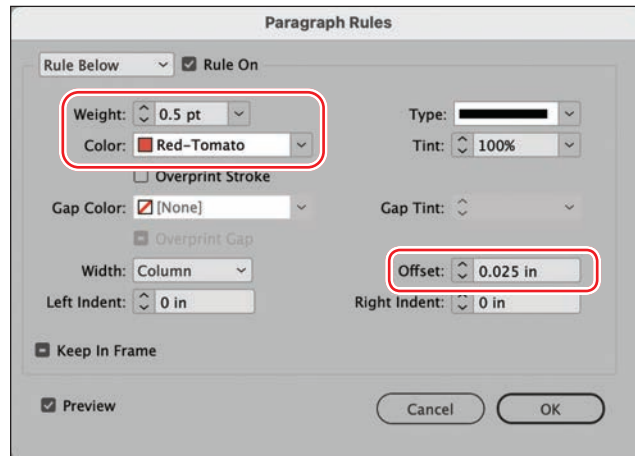 Paragraph Rules
Rule Below Rule On
Weight: 0.5 pt Type:
Color: Red-Tomato Tint: 100%
Overprint Stroke
Gap Color: [None] Gap Tint:
Overprint Gap
Width: Column Offset: 0.025 in
Left Indent: 0 in Right Indent: 0 in
Keep In Frame
Preview Cancel OK